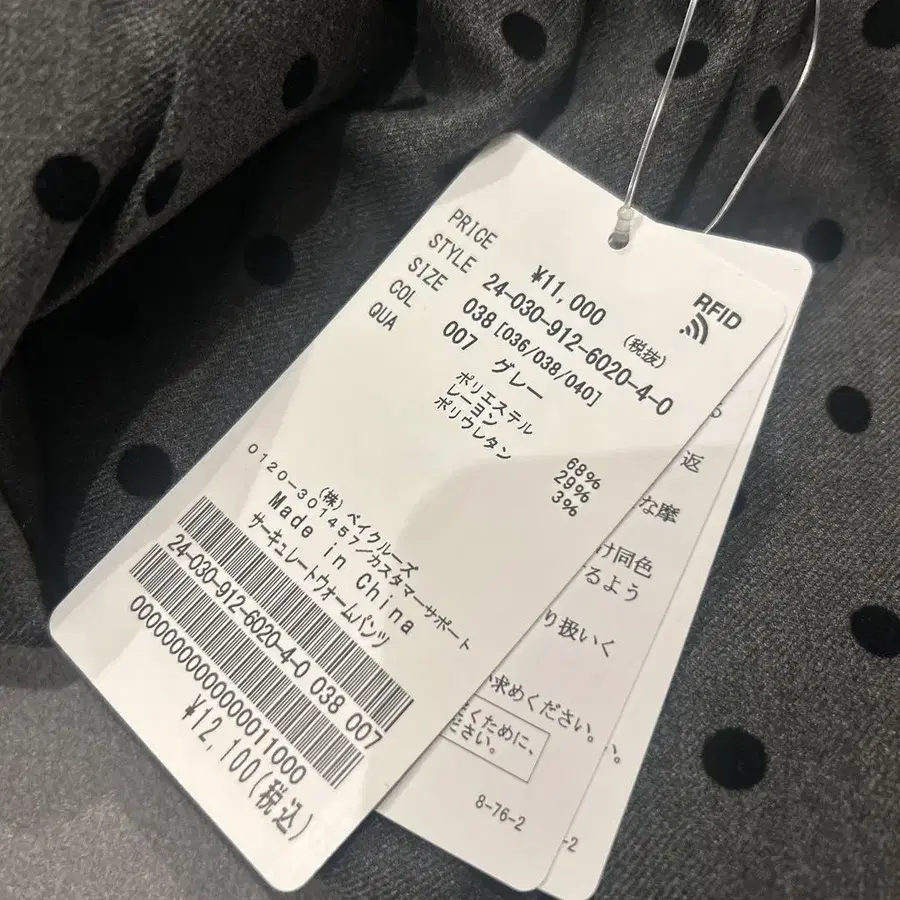 PRICE ¥11,000 (税抜)
STYLE 24-030-912-6020-4-0
SIZE 038 [036/038/040]
COL 007 グレー
QUA
ポリエステル 68%
レーヨン 29%
ポリウレタン 3%
RFID
(株) ベイクルーズ
0120-301457/カスタマーサポート
Made in China
サーキュレートウォームパンツ
24-030-912-6020-4-0 038 007
¥12,100(税込)
返
な摩
け同色
るよう
り扱いく
い求めください。
くために、
ださい。
8-76-2
-2